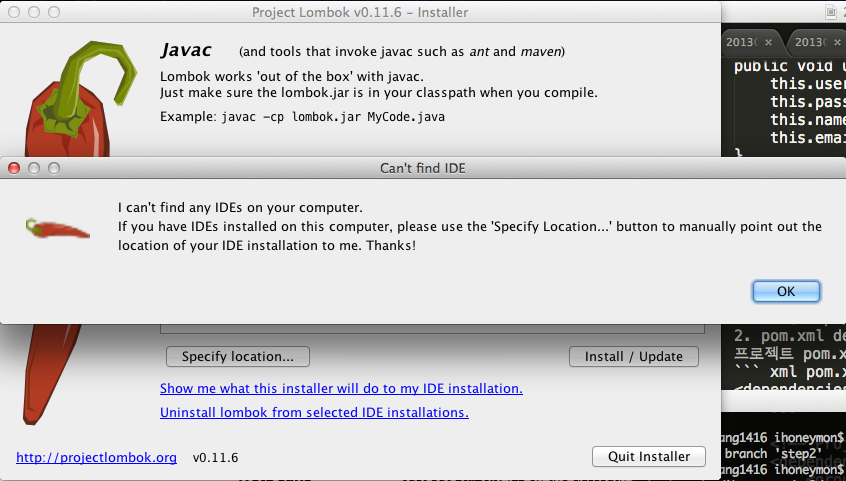 Project Lombok v0.11.6 – Installer
Javac (and tools that invoke javac such as ant and maven)
Lombok works 'out of the box' with javac.
Just make sure the lombok.jar is in your classpath when you compile.
Example: javac -cp lombok.jar MyCode.java
Can't find IDE
I can't find any IDEs on your computer.
If you have IDEs installed on this computer, please use the 'Specify Location...' button to manually point out the
location of your IDE installation to me. Thanks!
OK
Specify location...
Install / Update
Show me what this installer will do to my IDE installation.
Uninstall lombok from selected IDE installations.
http://projectlombok.org v0.11.6
Quit Installer
public void
this.user
this.pass
this.name
this.emai
}
2. pom.xml de
프로젝트 pom.x
``` xml pom.x
<dependencies
ang1416 ihoneymon$
branch 'step2'
ang1416 ihoneymon$